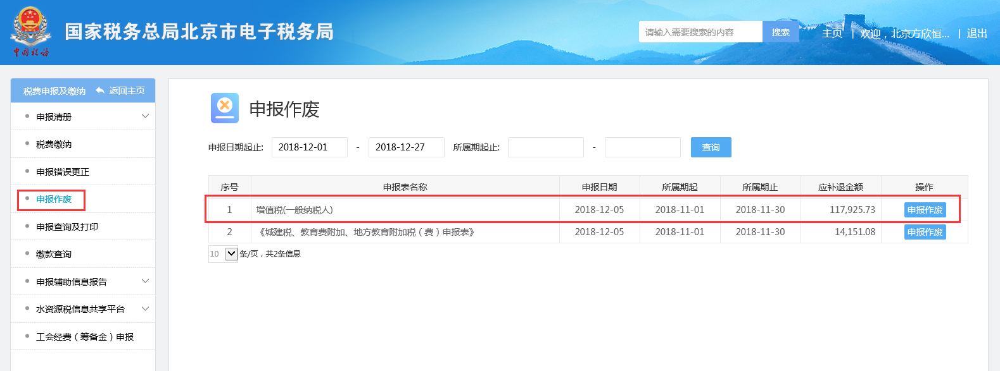 国家税务总局北京市电子税务局
中国税务
请输入需要搜索的内容 搜索 主页 | 欢迎，北京方欣恒... | 退出
税费申报及缴纳 返回主页
申报清册
税费缴纳
申报错误更正
申报作废
申报查询及打印
缴款查询
申报辅助信息报告
水资源税信息共享平台
工会经费（筹备金）申报
申报作废
申报日期起止: 2018-12-01 - 2018-12-27 所属期起止: - 查询
序号 申报表名称 申报日期 所属期起 所属期止 应补退金额 操作
1 增值税(一般纳税人) 2018-12-05 2018-11-01 2018-11-30 117,925.73 申报作废
2 《城建税、教育费附加、地方教育附加税（费）申报表》 2018-12-05 2018-11-01 2018-11-30 14,151.08 申报作废
10 条/页，共2条信息